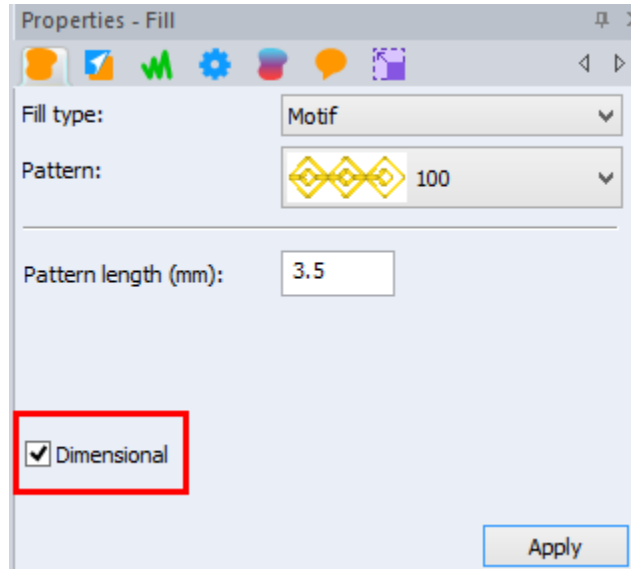 Properties - Fill
Fill type: Motif
Pattern: 100
Pattern length (mm): 3.5
Dimensional
Apply